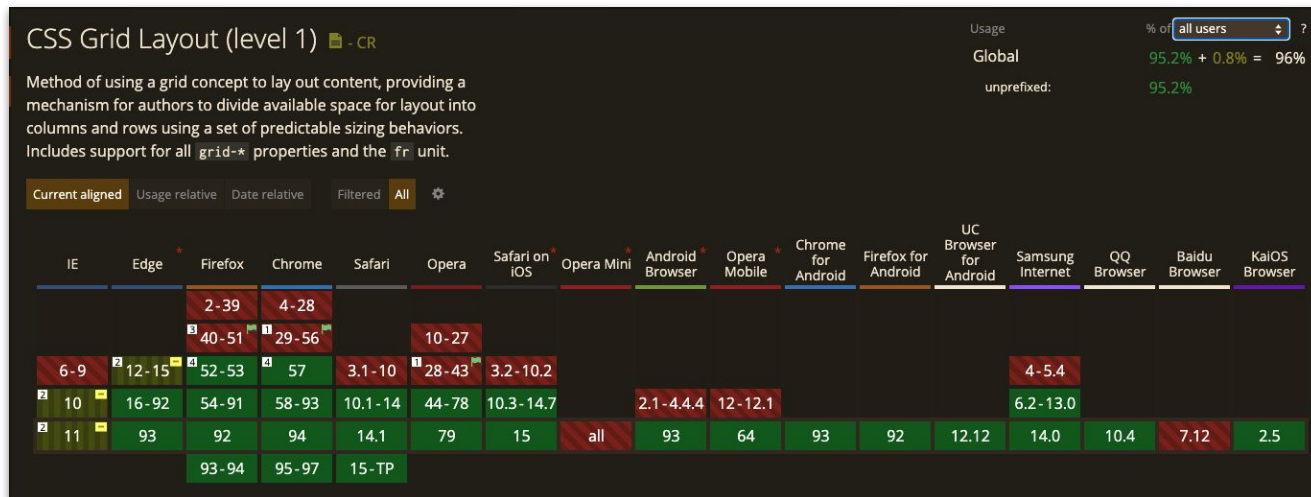 CSS Grid Layout (level 1) - CR
Usage % of all users ?
Global 95.2% + 0.8% = 96%
unprefixed: 95.2%
Method of using a grid concept to lay out content, providing a
mechanism for authors to divide available space for layout into
columns and rows using a set of predictable sizing behaviors.
Includes support for all grid-* properties and the fr unit.
Current aligned Usage relative Date relative Filtered All
IE Edge * Firefox Chrome Safari Opera Safari on iOS * Opera Mini * Android Browser * Opera Mobile * Chrome for Android Firefox for Android UC Browser for Android Samsung Internet QQ Browser Baidu Browser KaiOS Browser
2-39 4-28
3 40-51 1 29-56 10-27
6-9 2 12-15 4 52-53 4 57 3.1-10 1 28-43 3.2-10.2 4-5.4
2 10 16-92 54-91 58-93 10.1-14 44-78 10.3-14.7 2.1-4.4.4 12-12.1 6.2-13.0
2 11 93 92 94 14.1 79 15 all 93 64 93 92 12.12 14.0 10.4 7.12 2.5
93-94 95-97 15-TP